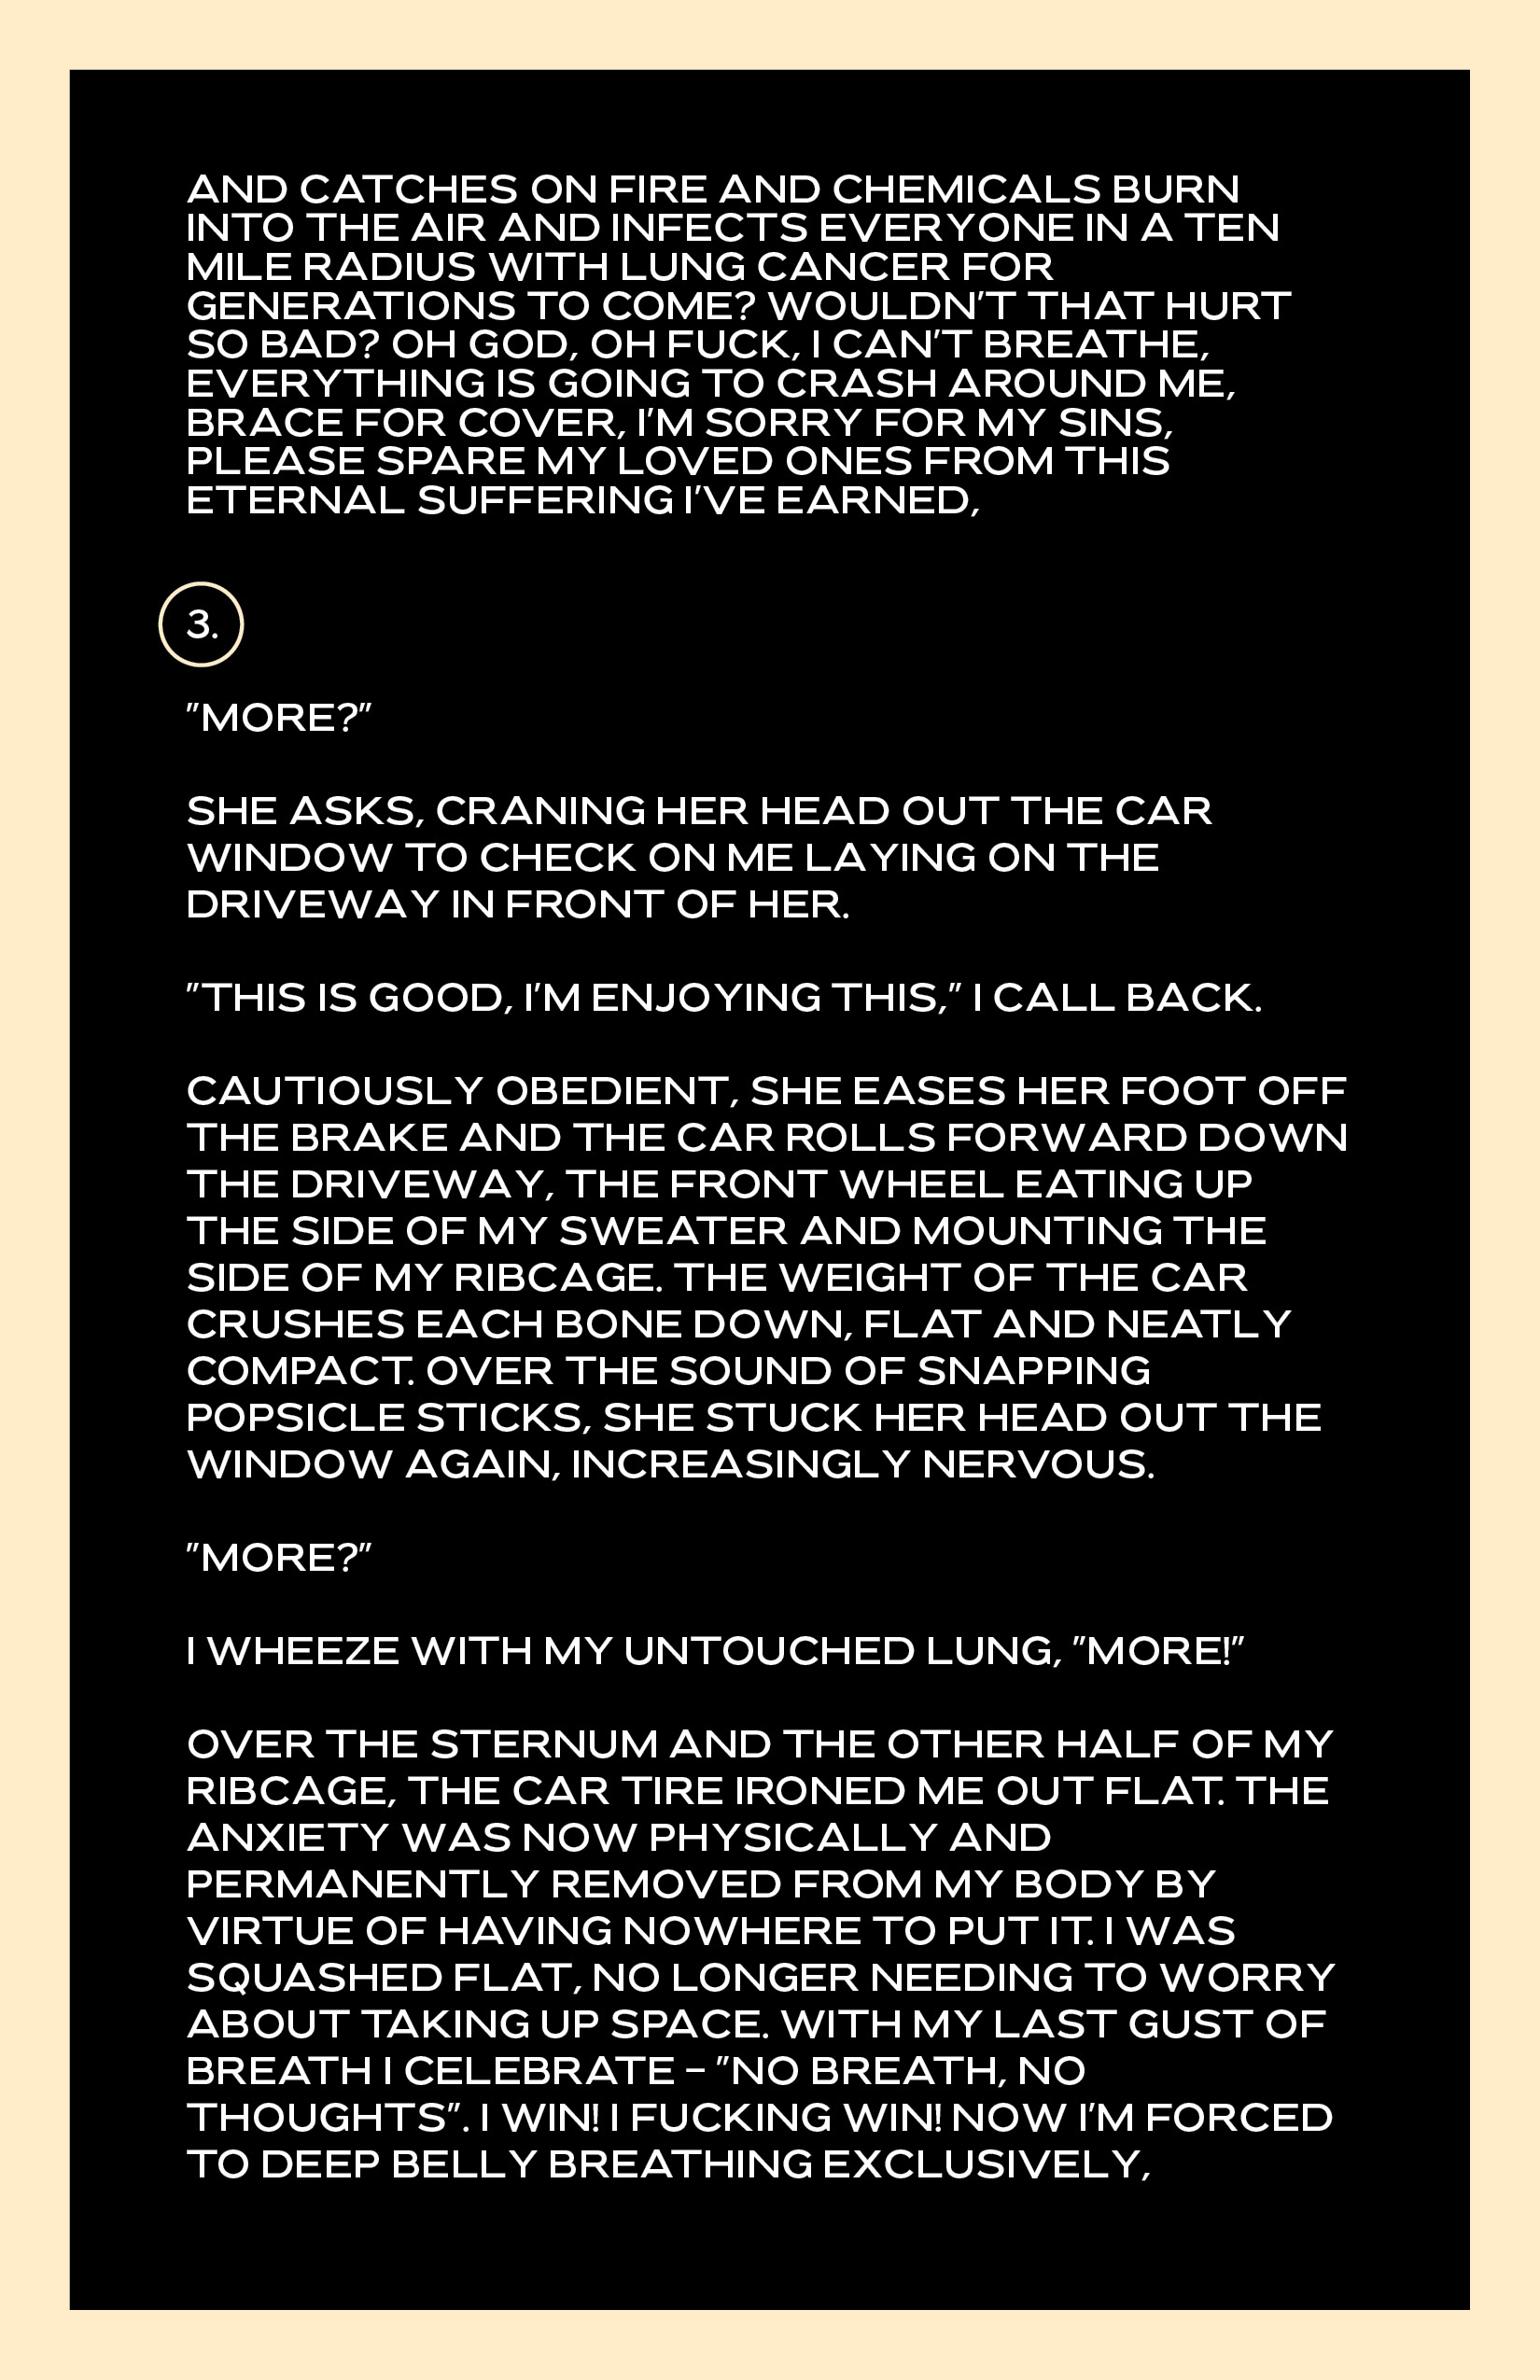 AND CATCHES ON FIRE AND CHEMICALS BURN
INTO THE AIR AND INFECTS EVERYONE IN A TEN
MILE RADIUS WITH LUNG CANCER FOR
GENERATIONS TO COME? WOULDN'T THAT HURT
SO BAD? OH GOD, OH FUCK, I CAN'T BREATHE,
EVERYTHING IS GOING TO CRASH AROUND ME,
BRACE FOR COVER, I'M SORRY FOR MY SINS,
PLEASE SPARE MY LOVED ONES FROM THIS
ETERNAL SUFFERING I'VE EARNED,
3.
"MORE?"
SHE ASKS, CRANING HER HEAD OUT THE CAR
WINDOW TO CHECK ON ME LAYING ON THE
DRIVEWAY IN FRONT OF HER.
"THIS IS GOOD, I'M ENJOYING THIS," I CALL BACK.
CAUTIOUSLY OBEDIENT, SHE EASES HER FOOT OFF
THE BRAKE AND THE CAR ROLLS FORWARD DOWN
THE DRIVEWAY, THE FRONT WHEEL EATING UP
THE SIDE OF MY SWEATER AND MOUNTING THE
SIDE OF MY RIBCAGE. THE WEIGHT OF THE CAR
CRUSHES EACH BONE DOWN, FLAT AND NEATLY
COMPACT. OVER THE SOUND OF SNAPPING
POPSICLE STICKS, SHE STUCK HER HEAD OUT THE
WINDOW AGAIN, INCREASINGLY NERVOUS.
"MORE?"
I WHEEZE WITH MY UNTOUCHED LUNG, "MORE!"
OVER THE STERNUM AND THE OTHER HALF OF MY
RIBCAGE, THE CAR TIRE IRONED ME OUT FLAT. THE
ANXIETY WAS NOW PHYSICALLY AND
PERMANENTLY REMOVED FROM MY BODY BY
VIRTUE OF HAVING NOWHERE TO PUT IT. I WAS
SQUASHED FLAT, NO LONGER NEEDING TO WORRY
ABOUT TAKING UP SPACE. WITH MY LAST GUST OF
BREATH I CELEBRATE – "NO BREATH, NO
THOUGHTS". I WIN! I FUCKING WIN! NOW I'M FORCED
TO DEEP BELLY BREATHING EXCLUSIVELY,